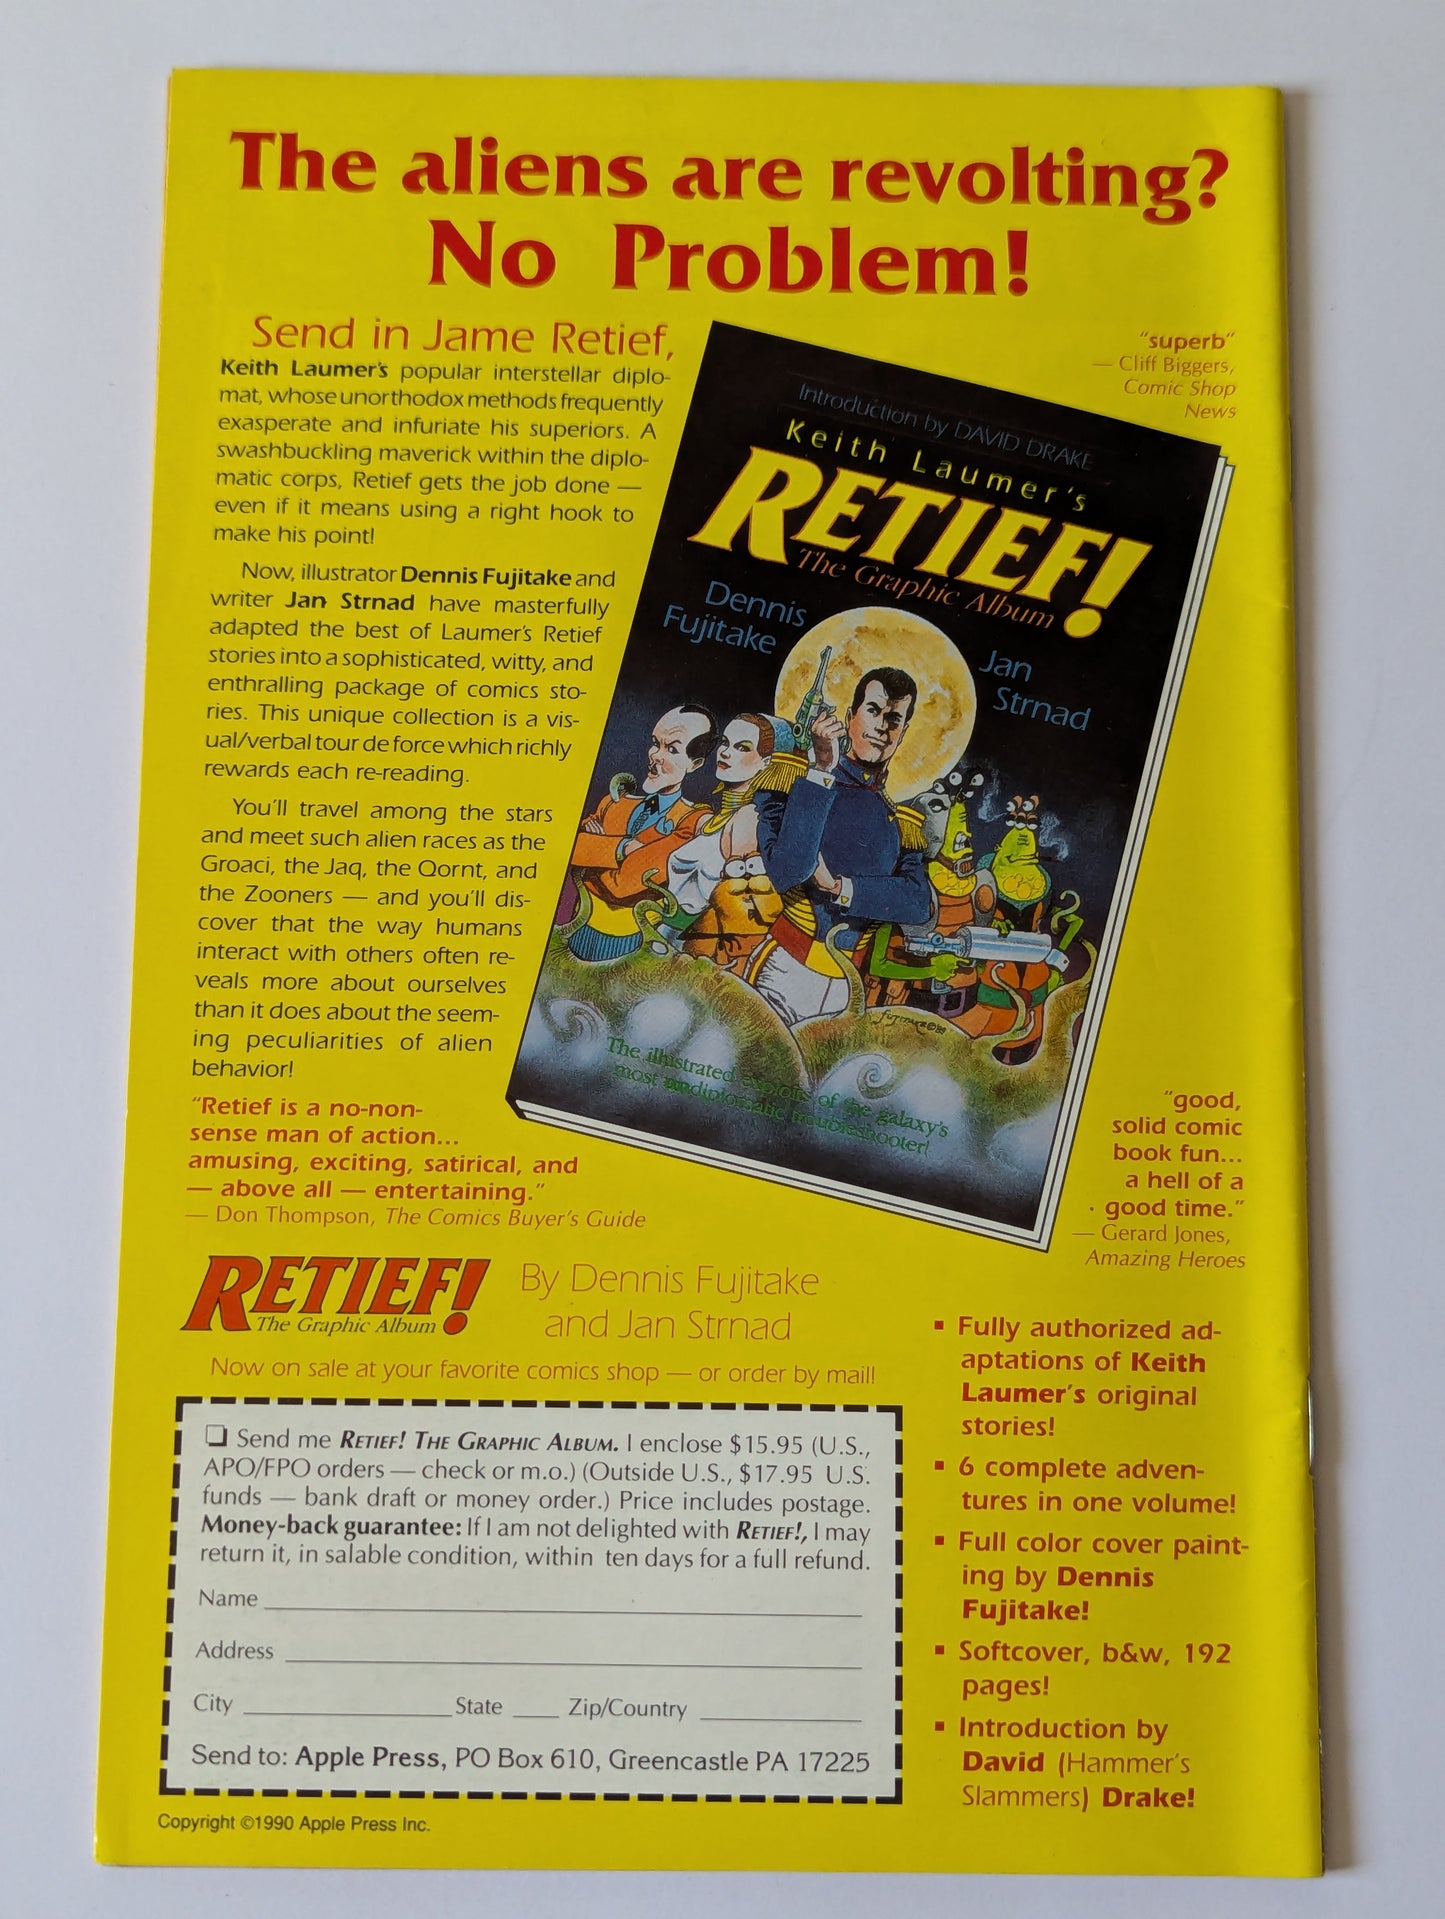 The aliens are revolting?
No Problem!
Send in Jame Retief,
Keith Laumer's popular interstellar diplo-
mat, whose unorthodox methods frequently
exasperate and infuriate his superiors. A
swashbuckling maverick within the diplo-
matic corps, Retief gets the job done —
even if it means using a right hook to
make his point!
Now, illustrator Dennis Fujitake and
writer Jan Strnad have masterfully
adapted the best of Laumer's Retief
stories into a sophisticated, witty, and
enthralling package of comics sto-
ries. This unique collection is a vis-
ual/verbal tour de force which richly
rewards each re-reading.
You'll travel among the stars
and meet such alien races as the
Groaci, the Jaq, the Qornt, and
the Zooners — and you'll dis-
cover that the way humans
interact with others often re-
veals more about ourselves
than it does about the seem-
ing peculiarities of alien
behavior!
"Retief is a no-non-
sense man of action...
amusing, exciting, satirical, and
— above all — entertaining."
— Don Thompson, The Comics Buyer's Guide
"superb"
— Cliff Biggers,
Comic Shop
News
Introduction by DAVID DRAKE
Keith Laumer's
RETIEF!
The Graphic Album
Dennis
Fujitake
Jan
Strnad
Fujitake©89
The illustrated exploits of the galaxy's
most undiplomatic troubleshooter!
"good,
solid comic
book fun...
a hell of a
good time."
— Gerard Jones,
Amazing Heroes
RETIEF!
The Graphic Album
By Dennis Fujitake
and Jan Strnad
Now on sale at your favorite comics shop — or order by mail!
❏ Send me RETIEF! THE GRAPHIC ALBUM. I enclose $15.95 (U.S.,
APO/FPO orders — check or m.o.) (Outside U.S., $17.95 U.S.
funds — bank draft or money order.) Price includes postage.
Money-back guarantee: If I am not delighted with RETIEF!, I may
return it, in salable condition, within ten days for a full refund.
Name
Address
City State Zip/Country
Send to: Apple Press, PO Box 610, Greencastle PA 17225
Copyright ©1990 Apple Press Inc.
▪ Fully authorized ad-
aptations of Keith
Laumer's original
stories!
▪ 6 complete adven-
tures in one volume!
▪ Full color cover paint-
ing by Dennis
Fujitake!
▪ Softcover, b&w, 192
pages!
▪ Introduction by
David (Hammer's
Slammers) Drake!